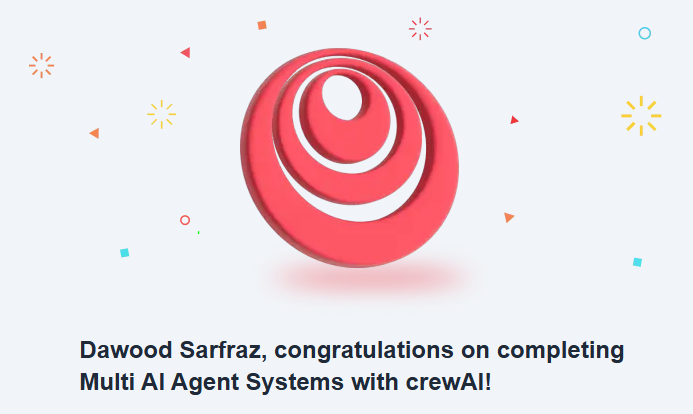 Dawood Sarfraz, congratulations on completing
Multi AI Agent Systems with crewAI!